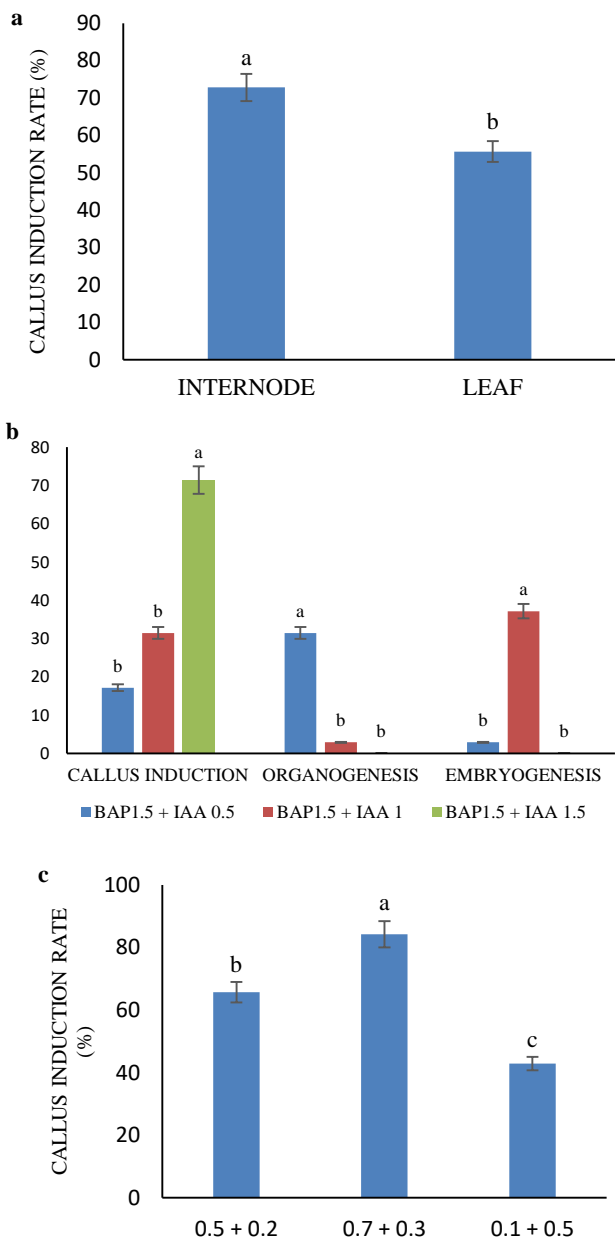 a
CALLUS INDUCTION RATE (%)
90
80
70
60
50
40
30
20
10
0
a
b
INTERNODE LEAF
b
80
70
60
50
40
30
20
10
0
b
b
a
a
b
b
b
a
b
CALLUS INDUCTION ORGANOGENESIS EMBRYOGENESIS
BAP1.5 + IAA 0.5 BAP1.5 + IAA 1 BAP1.5 + IAA 1.5
c
CALLUS INDUCTION RATE
(%)
100
80
60
40
20
0
b
a
c
0.5 + 0.2 0.7 + 0.3 0.1 + 0.5